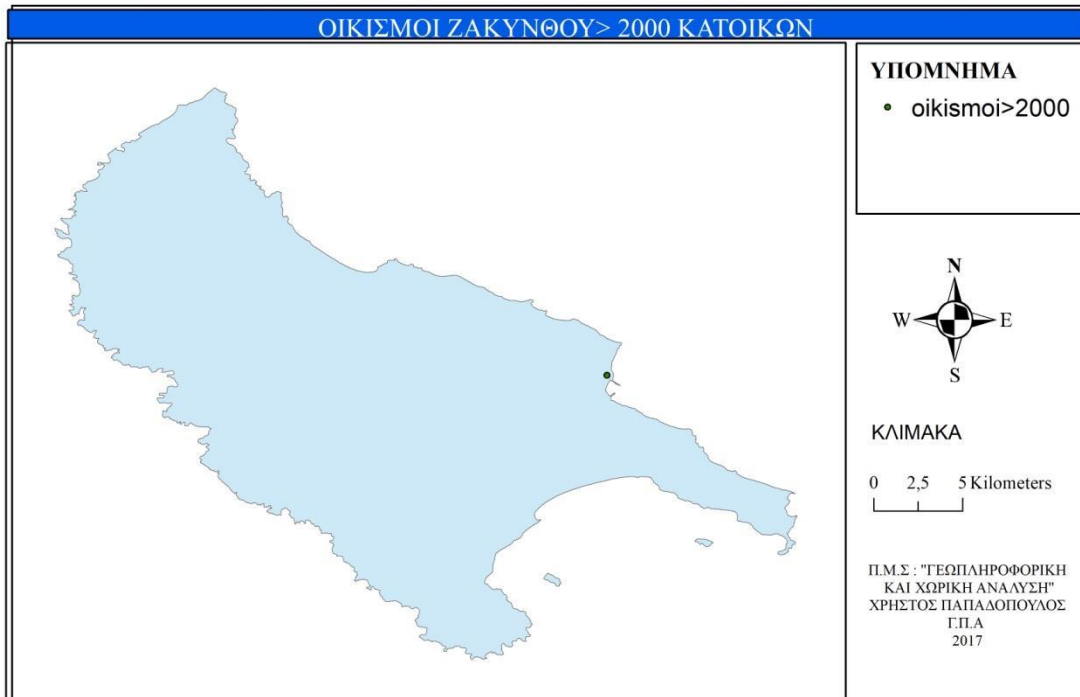 ΟΙΚΙΣΜΟΙ ΖΑΚΥΝΘΟΥ> 2000 ΚΑΤΟΙΚΩΝ
ΥΠΟΜΝΗΜΑ
oikismoi>2000
N
W E
S
ΚΛΙΜΑΚΑ
0 2,5 5 Kilometers
Π.Μ.Σ : "ΓΕΩΠΛΗΡΟΦΟΡΙΚΗ
ΚΑΙ ΧΩΡΙΚΗ ΑΝΑΛΥΣΗ"
ΧΡΗΣΤΟΣ ΠΑΠΑΔΟΠΟΥΛΟΣ
Γ.Π.Α
2017